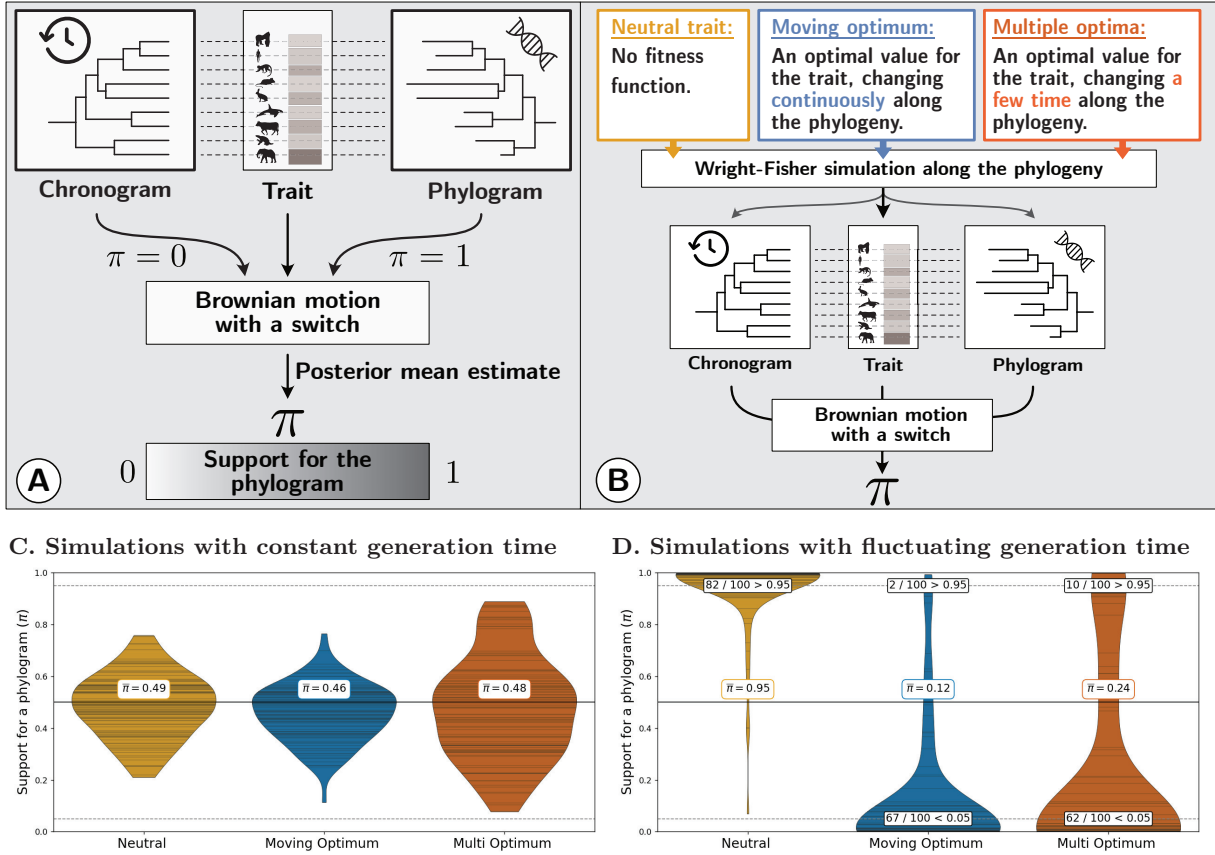 Chronogram
Trait
Phylogram
π = 0
π = 1
Brownian motion
with a switch
Posterior mean estimate
π
0
Support for the
phylogram
1
A
Neutral trait:
No fitness
function.
Moving optimum:
An optimal value for
the trait, changing
continuously along
the phylogeny.
Multiple optima:
An optimal value for
the trait, changing a
few time along the
phylogeny.
Wright-Fisher simulation along the phylogeny
Chronogram
Trait
Phylogram
Brownian motion
with a switch
π
B
C. Simulations with constant generation time
Support for a phylogram (π)
1.0
0.8
0.6
0.4
0.2
0.0
π̅ = 0.49
π̅ = 0.46
π̅ = 0.48
Neutral
Moving Optimum
Multi Optimum
D. Simulations with fluctuating generation time
Support for a phylogram (π)
1.0
0.8
0.6
0.4
0.2
0.0
82 / 100 > 0.95
2 / 100 > 0.95
10 / 100 > 0.95
π̅ = 0.95
π̅ = 0.12
π̅ = 0.24
67 / 100 < 0.05
62 / 100 < 0.05
Neutral
Moving Optimum
Multi Optimum